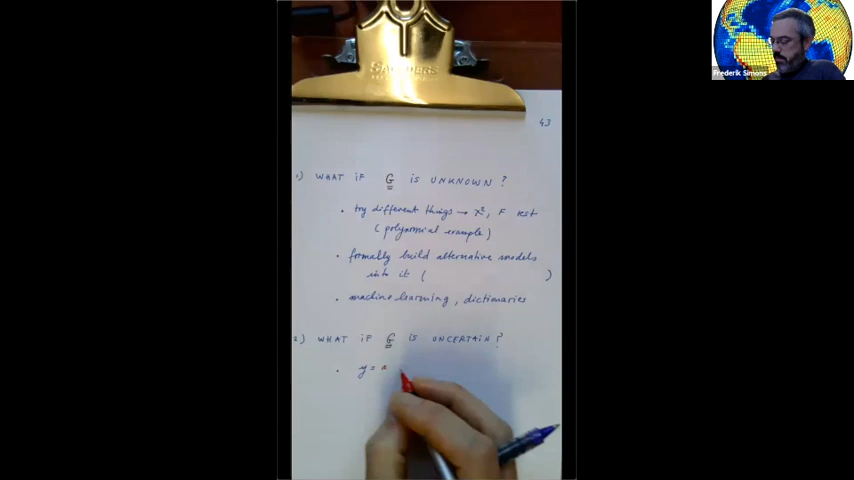 Frederik Simons
SAUNDERS
43
1) WHAT IF G IS UNKNOWN ?
· try different things → χ², F test
(polynomial example)
· formally build alternative models
into it ( )
· machine learning, dictionaries
2) WHAT IF G IS UNCERTAIN ?
· y = a